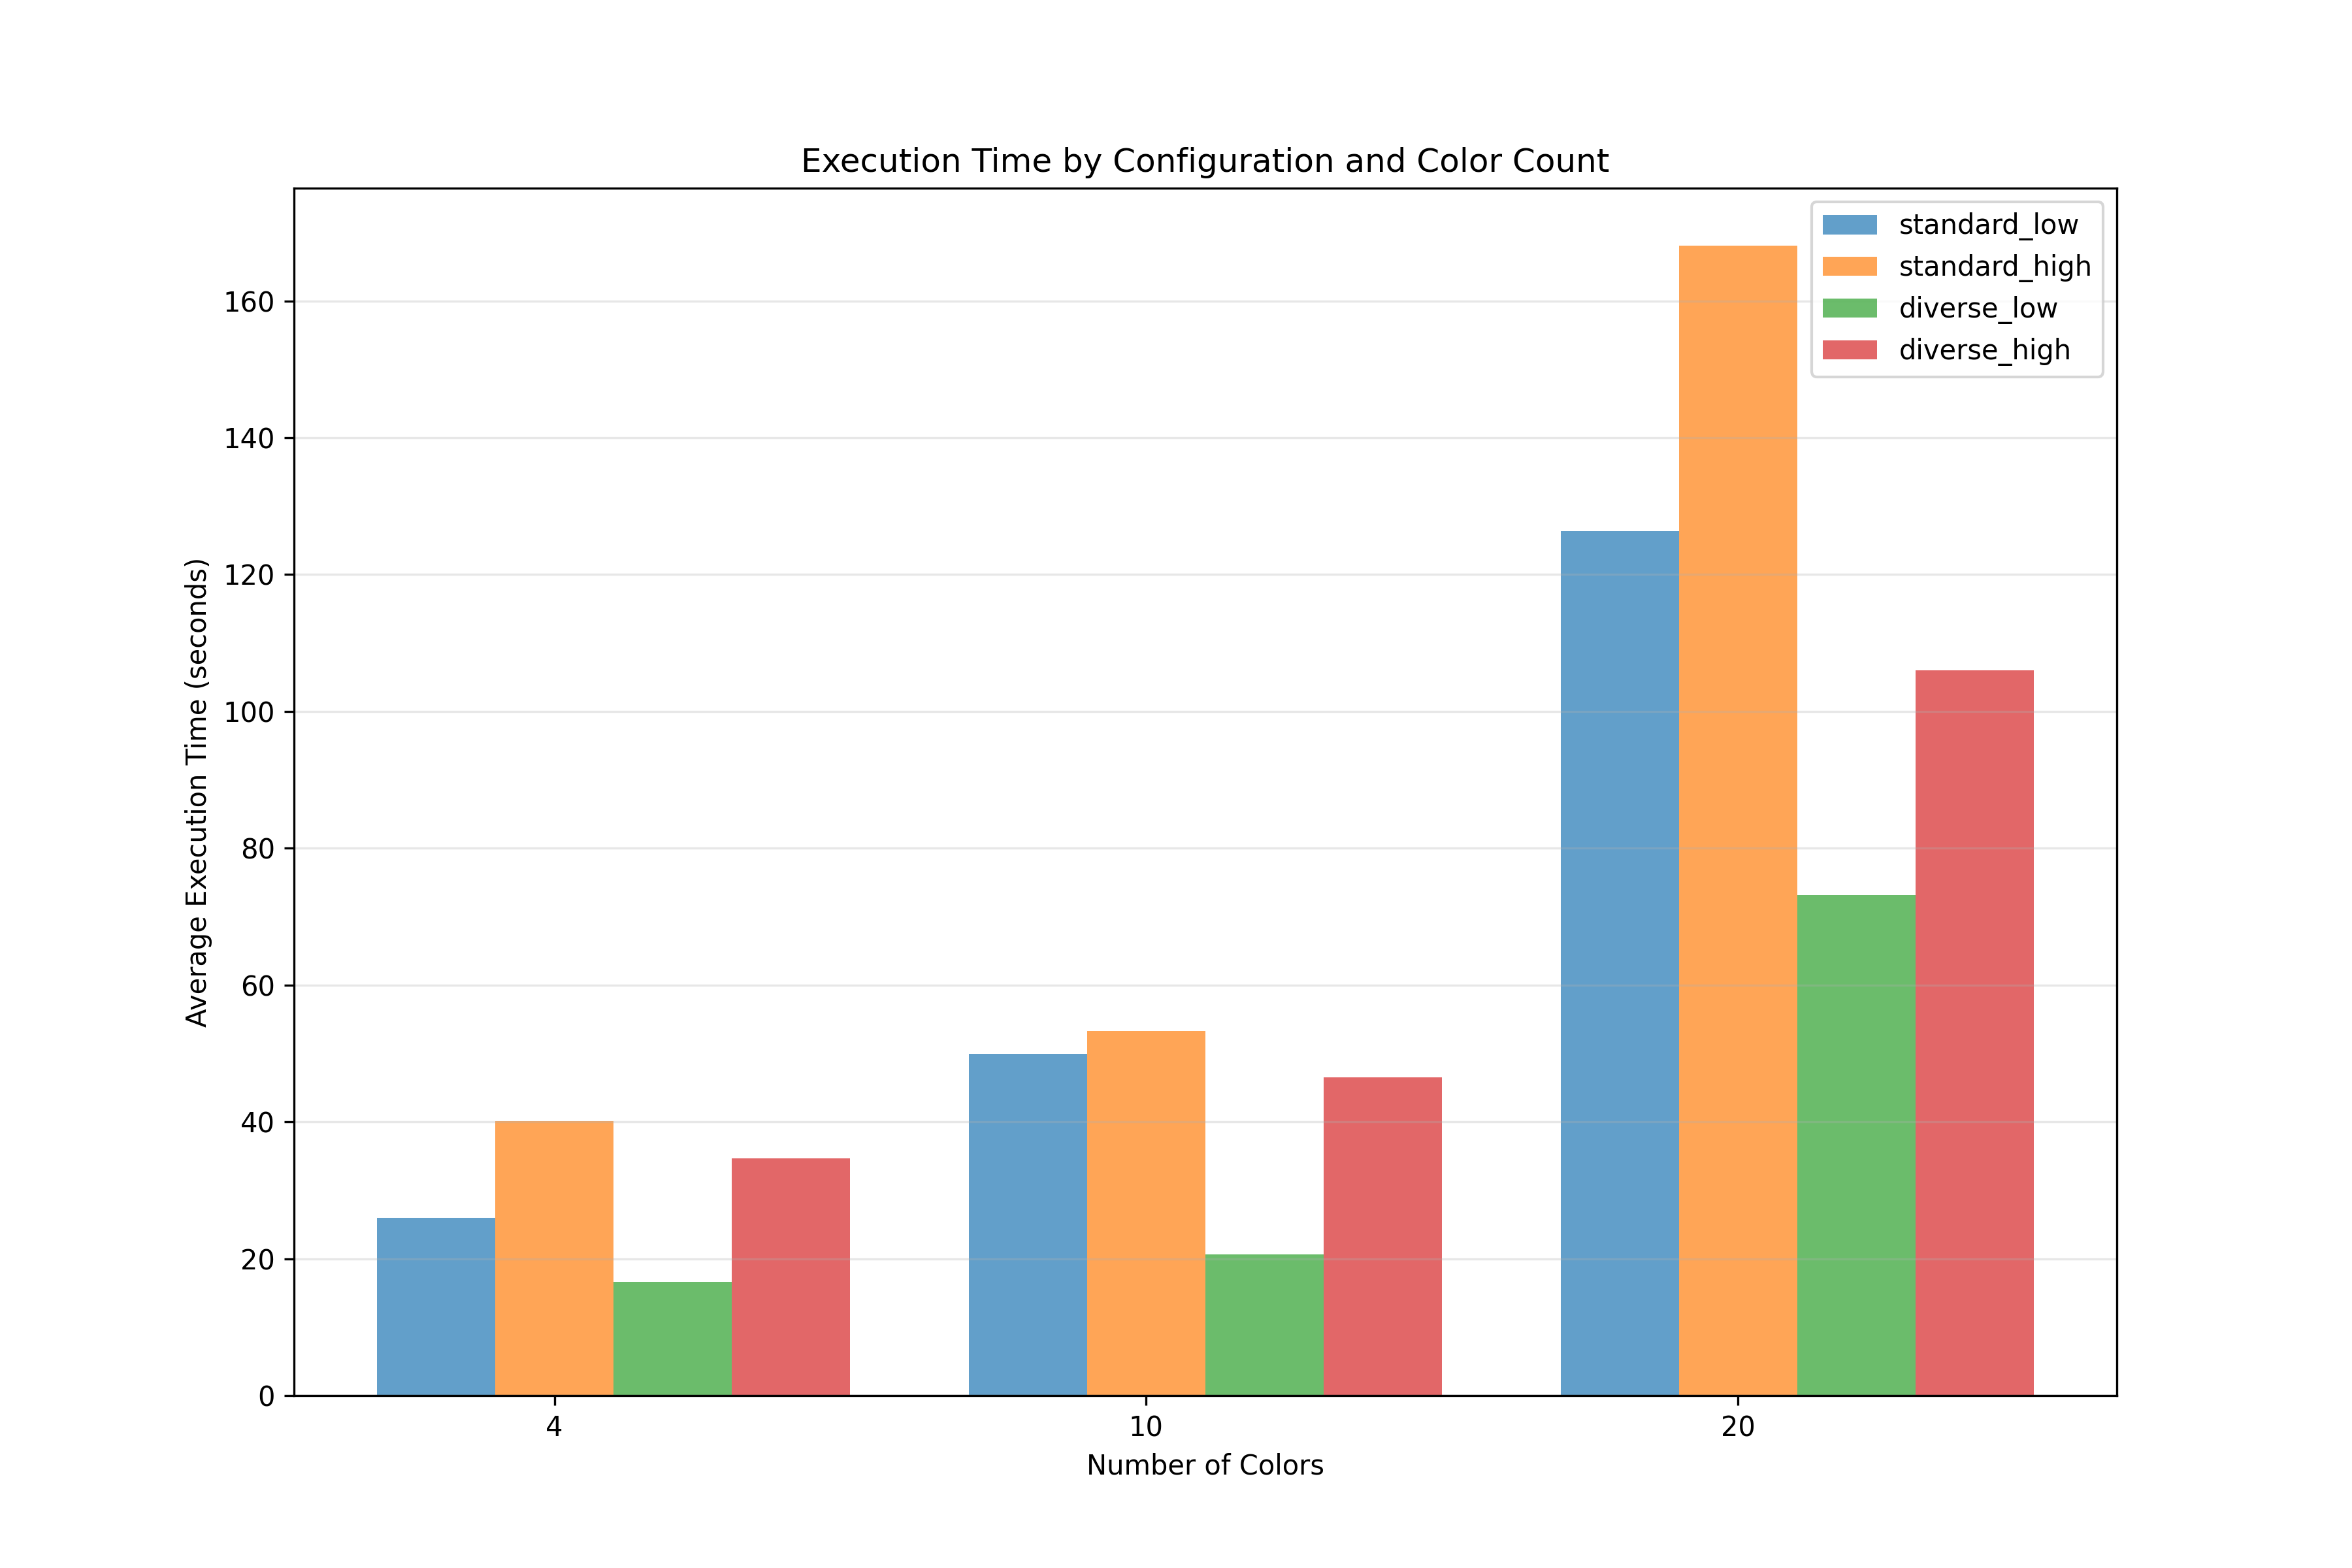 Execution Time by Configuration and Color Count
standard_low
standard_high
diverse_low
diverse_high
Average Execution Time (seconds)
160
140
120
100
80
60
40
20
0
4
10
20
Number of Colors